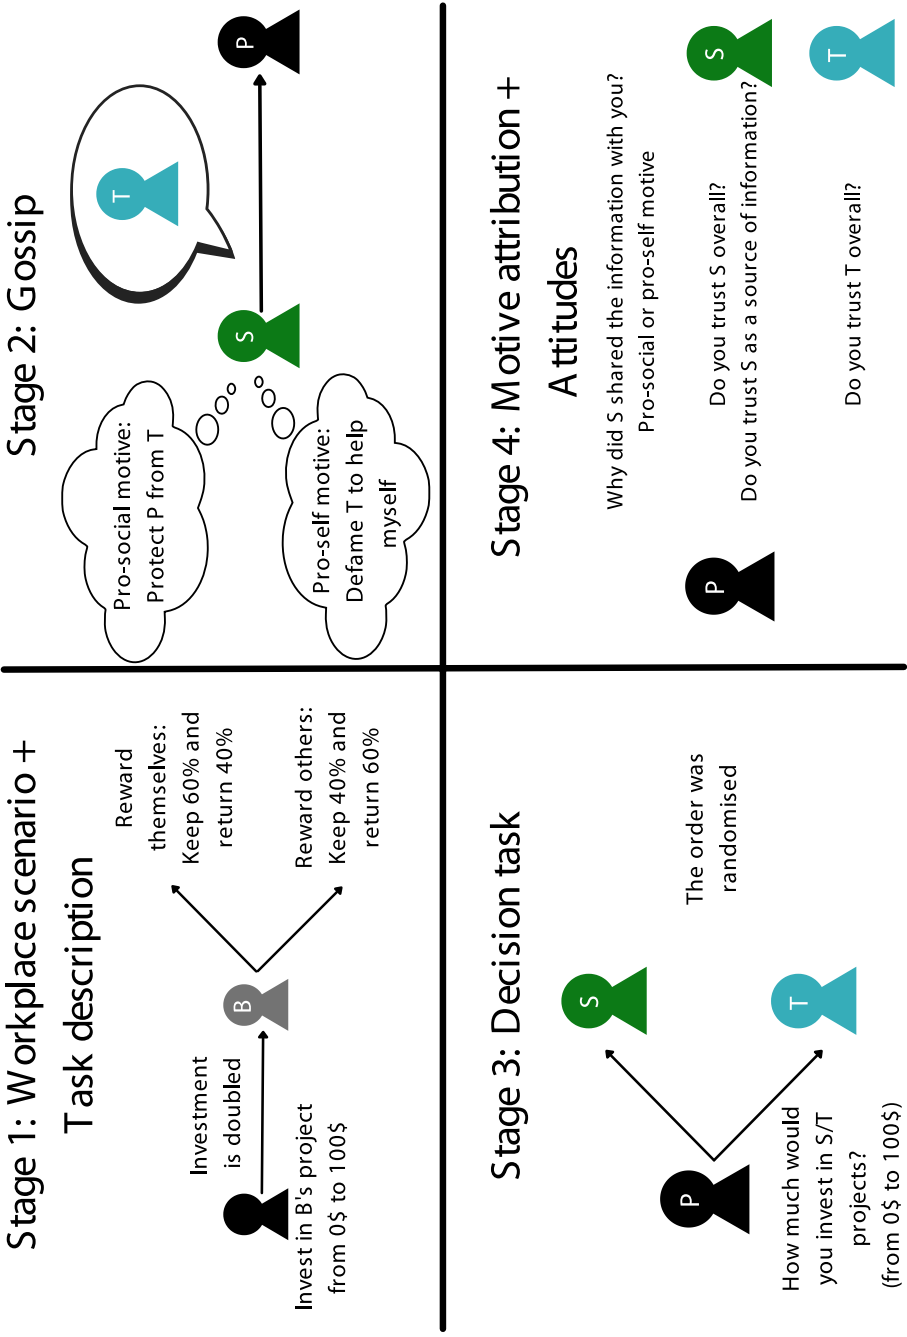 Stage 1: Workplace scenario +
Task description
Investment
is doubled
B
Invest in B's project
from 0$ to 100$
Reward
themselves:
Keep 60% and
return 40%
Reward others:
Keep 40% and
return 60%
Stage 2: Gossip
Pro-social motive:
Protect P from T
Pro-self motive:
Defame T to help
myself
S
T
P
Stage 3: Decision task
P
S
T
How much would
you invest in S/T
projects?
(from 0$ to 100$)
The order was
randomised
Stage 4: Motive attribution +
Attitudes
Why did S shared the information with you?
Pro-social or pro-self motive
P
Do you trust S overall?
Do you trust S as a source of information?
S
Do you trust T overall?
T